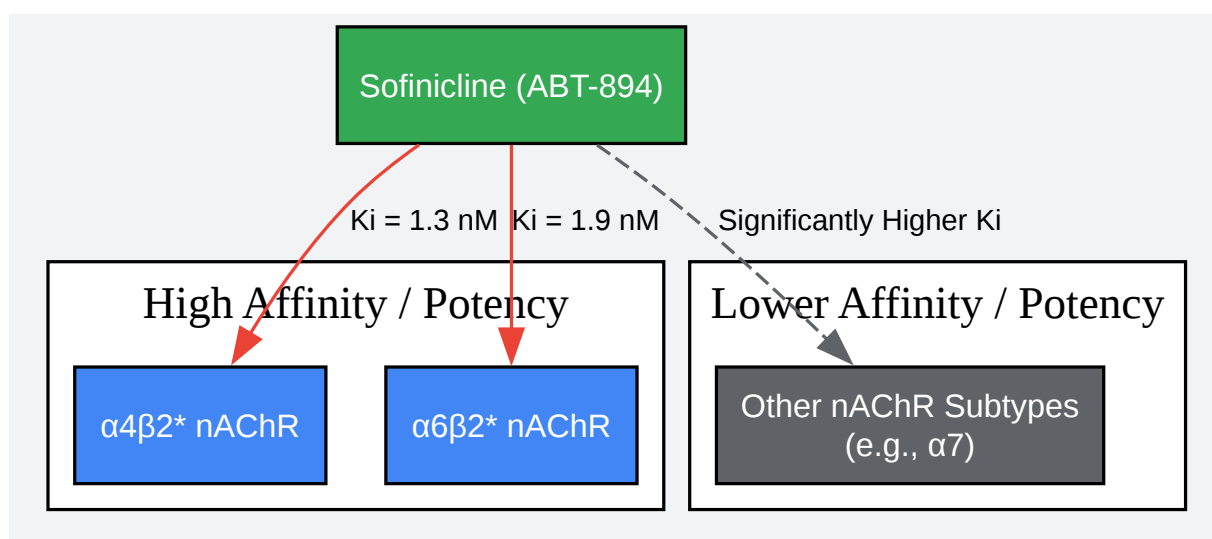 Sofinicline (ABT-894)
Ki = 1.3 nM
Ki = 1.9 nM
Significantly Higher Ki
High Affinity / Potency
Lower Affinity / Potency
α4β2* nAChR
α6β2* nAChR
Other nAChR Subtypes
(e.g., α7)